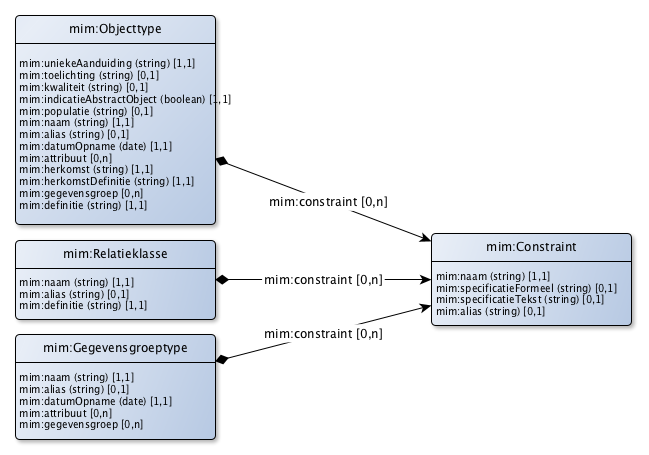 mim:Objecttype
mim:uniekeAanduiding (string) [1,1]
mim:toelichting (string) [0,1]
mim:kwaliteit (string) [0,1]
mim:indicatieAbstractObject (boolean) [1,1]
mim:populatie (string) [0,1]
mim:naam (string) [1,1]
mim:alias (string) [0,1]
mim:datumOpname (date) [1,1]
mim:attribuut [0,n]
mim:herkomst (string) [1,1]
mim:herkomstDefinitie (string) [1,1]
mim:gegevensgroep [0,n]
mim:definitie (string) [1,1]
mim:constraint [0,n]
mim:Relatieklasse
mim:naam (string) [1,1]
mim:alias (string) [0,1]
mim:definitie (string) [1,1]
mim:constraint [0,n]
mim:Gegevensgroeptype
mim:naam (string) [1,1]
mim:alias (string) [0,1]
mim:datumOpname (date) [1,1]
mim:attribuut [0,n]
mim:gegevensgroep [0,n]
mim:constraint [0,n]
mim:Constraint
mim:naam (string) [1,1]
mim:specificatieFormeel (string) [0,1]
mim:specificatieTekst (string) [0,1]
mim:alias (string) [0,1]